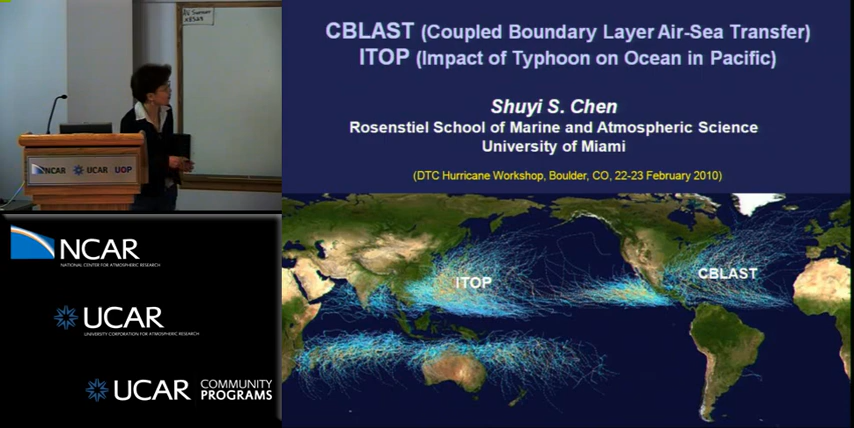 CBLAST (Coupled Boundary Layer Air-Sea Transfer)
ITOP (Impact of Typhoon on Ocean in Pacific)
Shuyi S. Chen
Rosenstiel School of Marine and Atmospheric Science
University of Miami
(DTC Hurricane Workshop, Boulder, CO, 22-23 February 2010)
ITOP
CBLAST
NCAR UCAR UOP
NCAR
NATIONAL CENTER FOR ATMOSPHERIC RESEARCH
UCAR
UNIVERSITY CORPORATION FOR ATMOSPHERIC RESEARCH
UCAR COMMUNITY
PROGRAMS